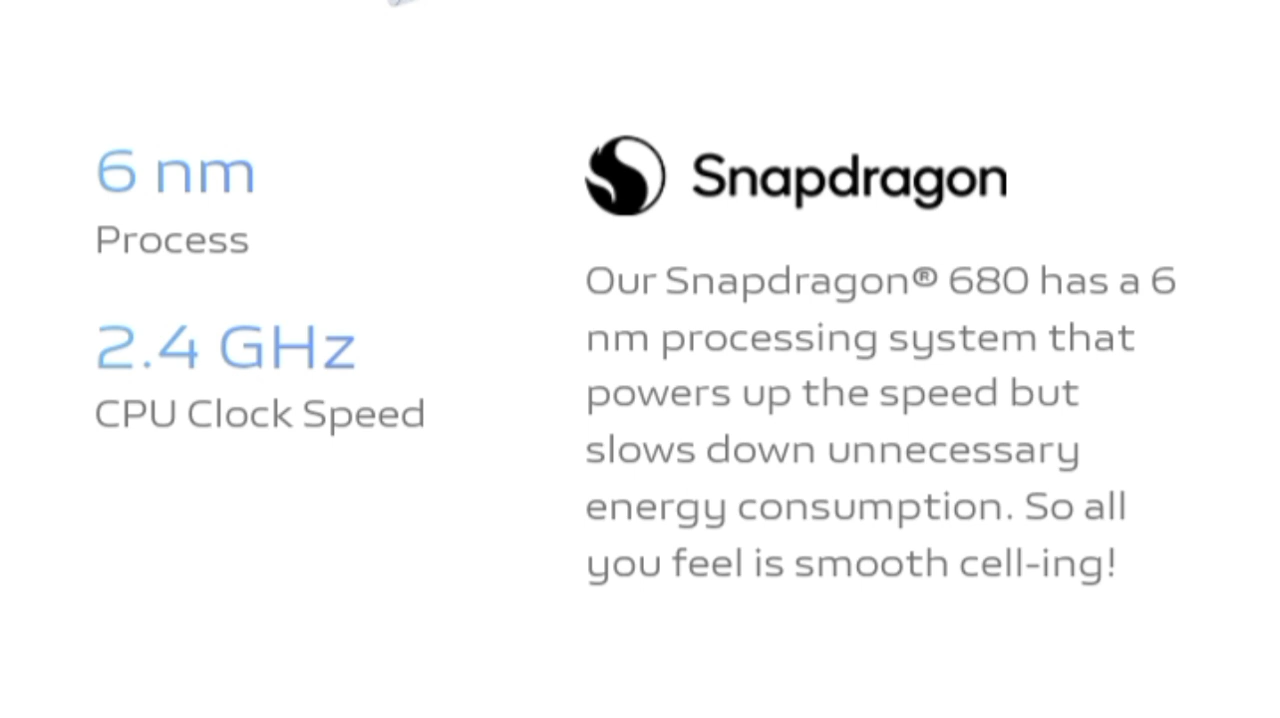 6 nm
Process
2.4 GHz
CPU Clock Speed
Snapdragon
Our Snapdragon® 680 has a 6
nm processing system that
powers up the speed but
slows down unnecessary
energy consumption. So all
you feel is smooth cell-ing!